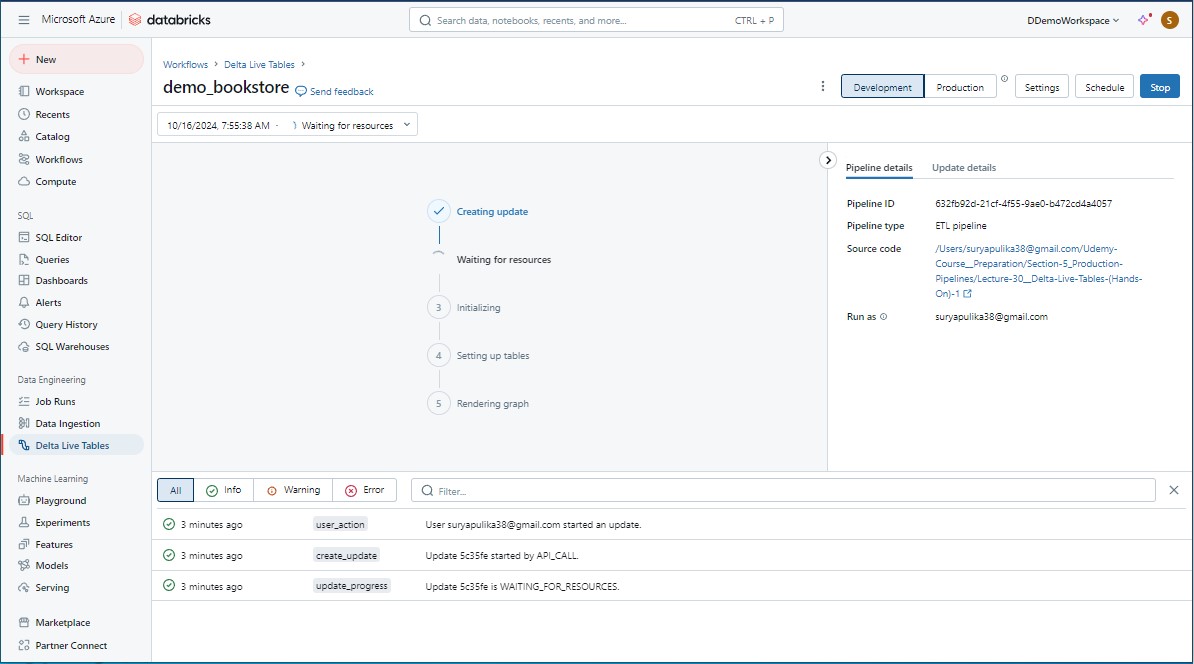 Microsoft Azure databricks
Search data, notebooks, recents, and more... CTRL + P
DDemoWorkspace S
New
Workspace
Recents
Catalog
Workflows
Compute
SQL
SQL Editor
Queries
Dashboards
Alerts
Query History
SQL Warehouses
Data Engineering
Job Runs
Data Ingestion
Delta Live Tables
Machine Learning
Playground
Experiments
Features
Models
Serving
Marketplace
Partner Connect
Workflows > Delta Live Tables >
demo_bookstore Send feedback
Development Production Settings Schedule Stop
10/16/2024, 7:55:38 AM · Waiting for resources
Creating update
Waiting for resources
3 Initializing
4 Setting up tables
5 Rendering graph
Pipeline details Update details
Pipeline ID 632fb92d-21cf-4f55-9ae0-b472cd4a4057
Pipeline type ETL pipeline
Source code /Users/suryapulika38@gmail.com/Udemy-
Course__Preparation/Section-5_Production-
Pipelines/Lecture-30__Delta-Live-Tables-(Hands-
On)-1
Run as suryapulika38@gmail.com
All Info Warning Error Filter...
3 minutes ago user_action User suryapulika38@gmail.com started an update.
3 minutes ago create_update Update 5c35fe started by API_CALL.
3 minutes ago update_progress Update 5c35fe is WAITING_FOR_RESOURCES.